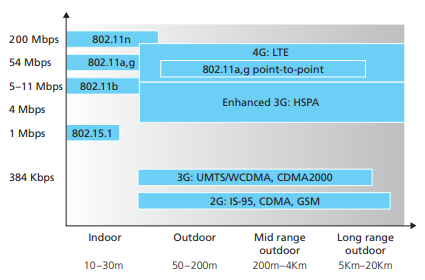 200 Mbps
802.11n
4G: LTE
54 Mbps
802.11a,g
802.11a,g point-to-point
5–11 Mbps
802.11b
Enhanced 3G: HSPA
4 Mbps
1 Mbps
802.15.1
384 Kbps
3G: UMTS/WCDMA, CDMA2000
2G: IS-95, CDMA, GSM
Indoor
Outdoor
Mid range
outdoor
Long range
outdoor
10–30m
50–200m
200m–4Km
5Km–20Km